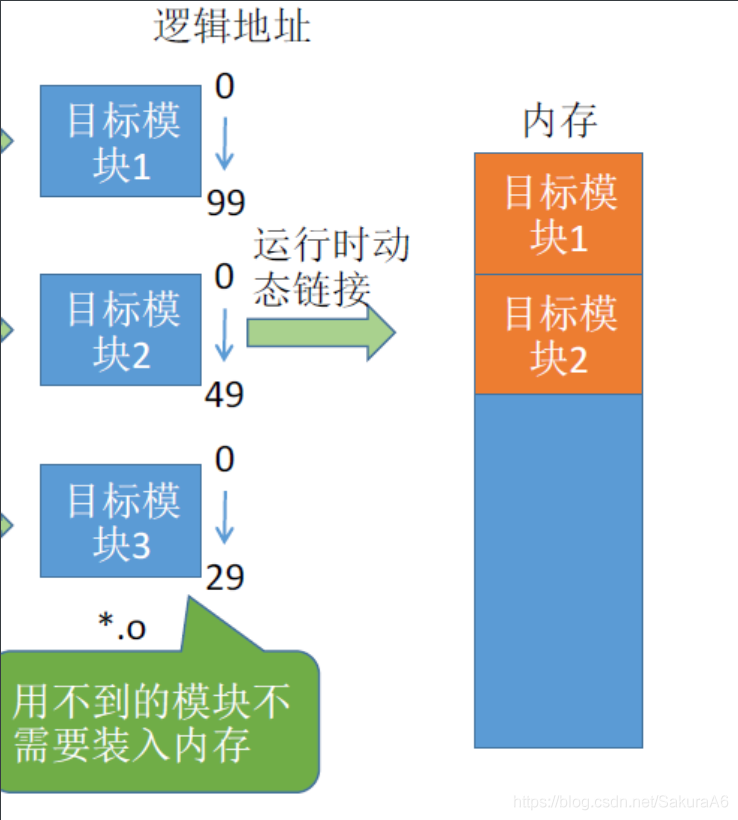 逻辑地址
0
目标模
块1
99
内存
目标模
块1
运行时动
态链接
0
目标模
块2
49
目标模
块2
0
目标模
块3
29
*.o
用不到的模块不
需要装入内存
https://blog.csdn.net/SakuraA6